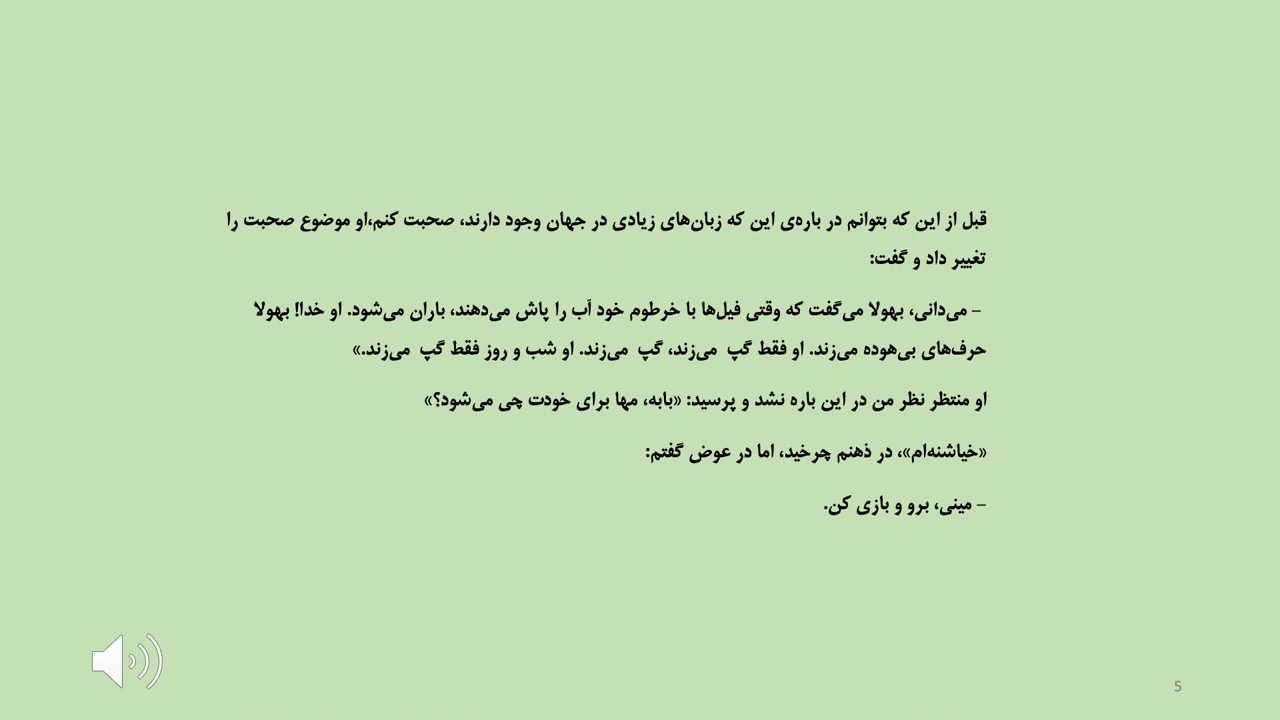 قبل از این که بتوانم در باره‌ی این که زبان‌های زیادی در جهان وجود دارند، صحبت کنم،او موضوع صحبت را
تغییر داد و گفت:
– می‌دانی، بهولا می‌گفت که وقتی فیل‌ها با خرطوم خود آب را پاش می‌دهند، باران می‌شود. او خدا! بهولا
حرف‌های بی‌هوده می‌زند. او فقط گپ می‌زند، گپ می‌زند. او شب و روز فقط گپ می‌زند.»
او منتظر نظر من در این باره نشد و پرسید: «بابه، مها برای خودت چی می‌شود؟»
«خیاشنه‌ام»، در ذهنم چرخید، اما در عوض گفتم:
– مینی، برو و بازی کن.
5